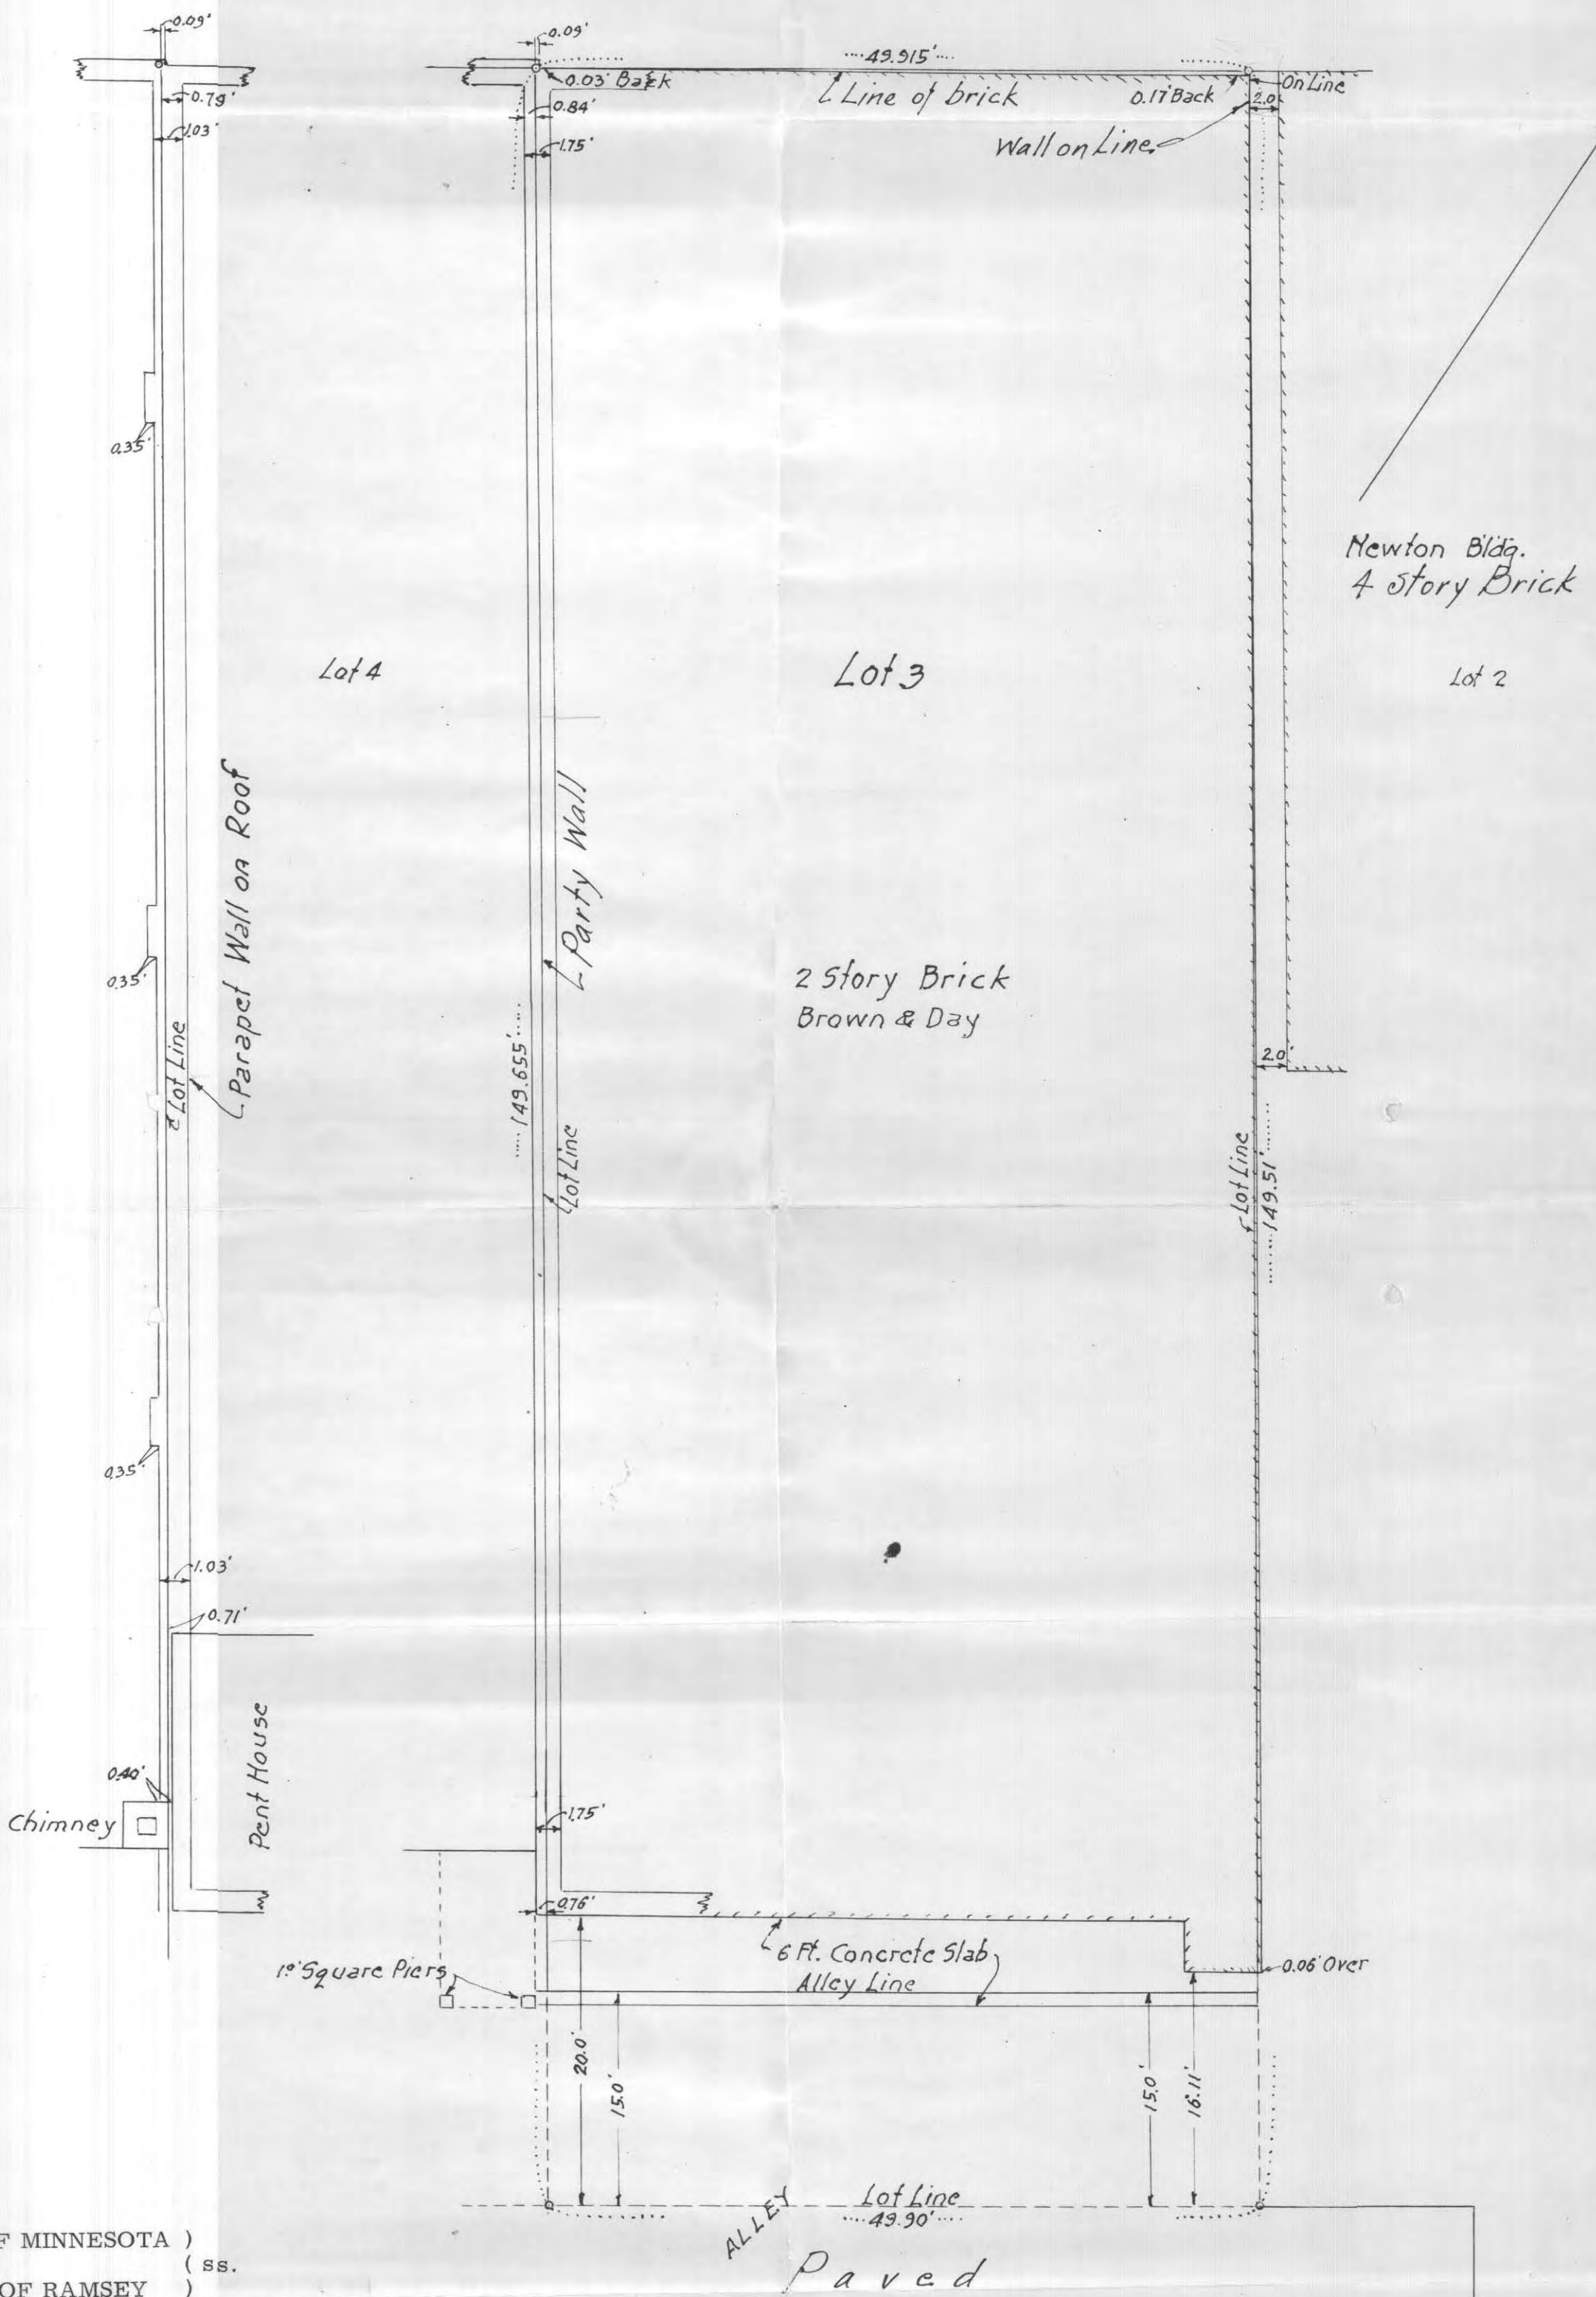 0.09'
0.09'
49.915'
0.79'
1.03'
0.03' Back
0.84'
1.75'
Line of brick
0.17' Back
On Line
2.0'
Wall on Line
0.35'
Newton Bldg.
4 Story Brick
Lot 4
Lot 3
Lot 2
Parapet Wall on Roof
Party Wall
0.35'
2 Story Brick
Brown & Day
Lot Line
149.655'
Lot Line
2.0'
Lot Line
149.51'
0.35'
1.03'
0.71'
Pent House
0.40'
Chimney
1.75'
0.76'
1.0' Square Piers
6 Ft. Concrete Slab
Alley Line
0.06' Over
20.0'
15.0'
15.0'
16.11'
Lot Line
49.90'
ALLEY
Paved
F MINNESOTA )
( ss.
OF RAMSEY )